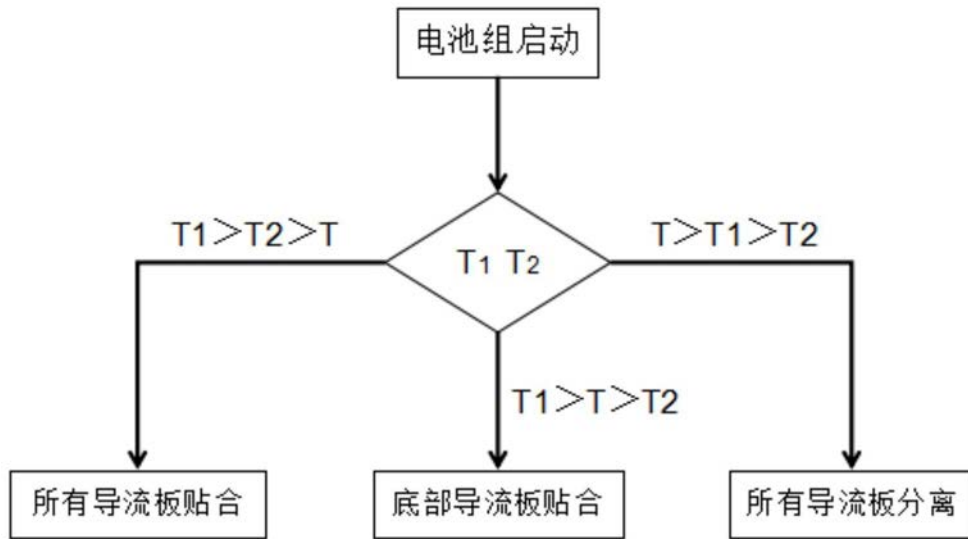 电池组启动
T1>T2>T
T>T1>T2
T1 T2
T1>T>T2
所有导流板贴合
底部导流板贴合
所有导流板分离